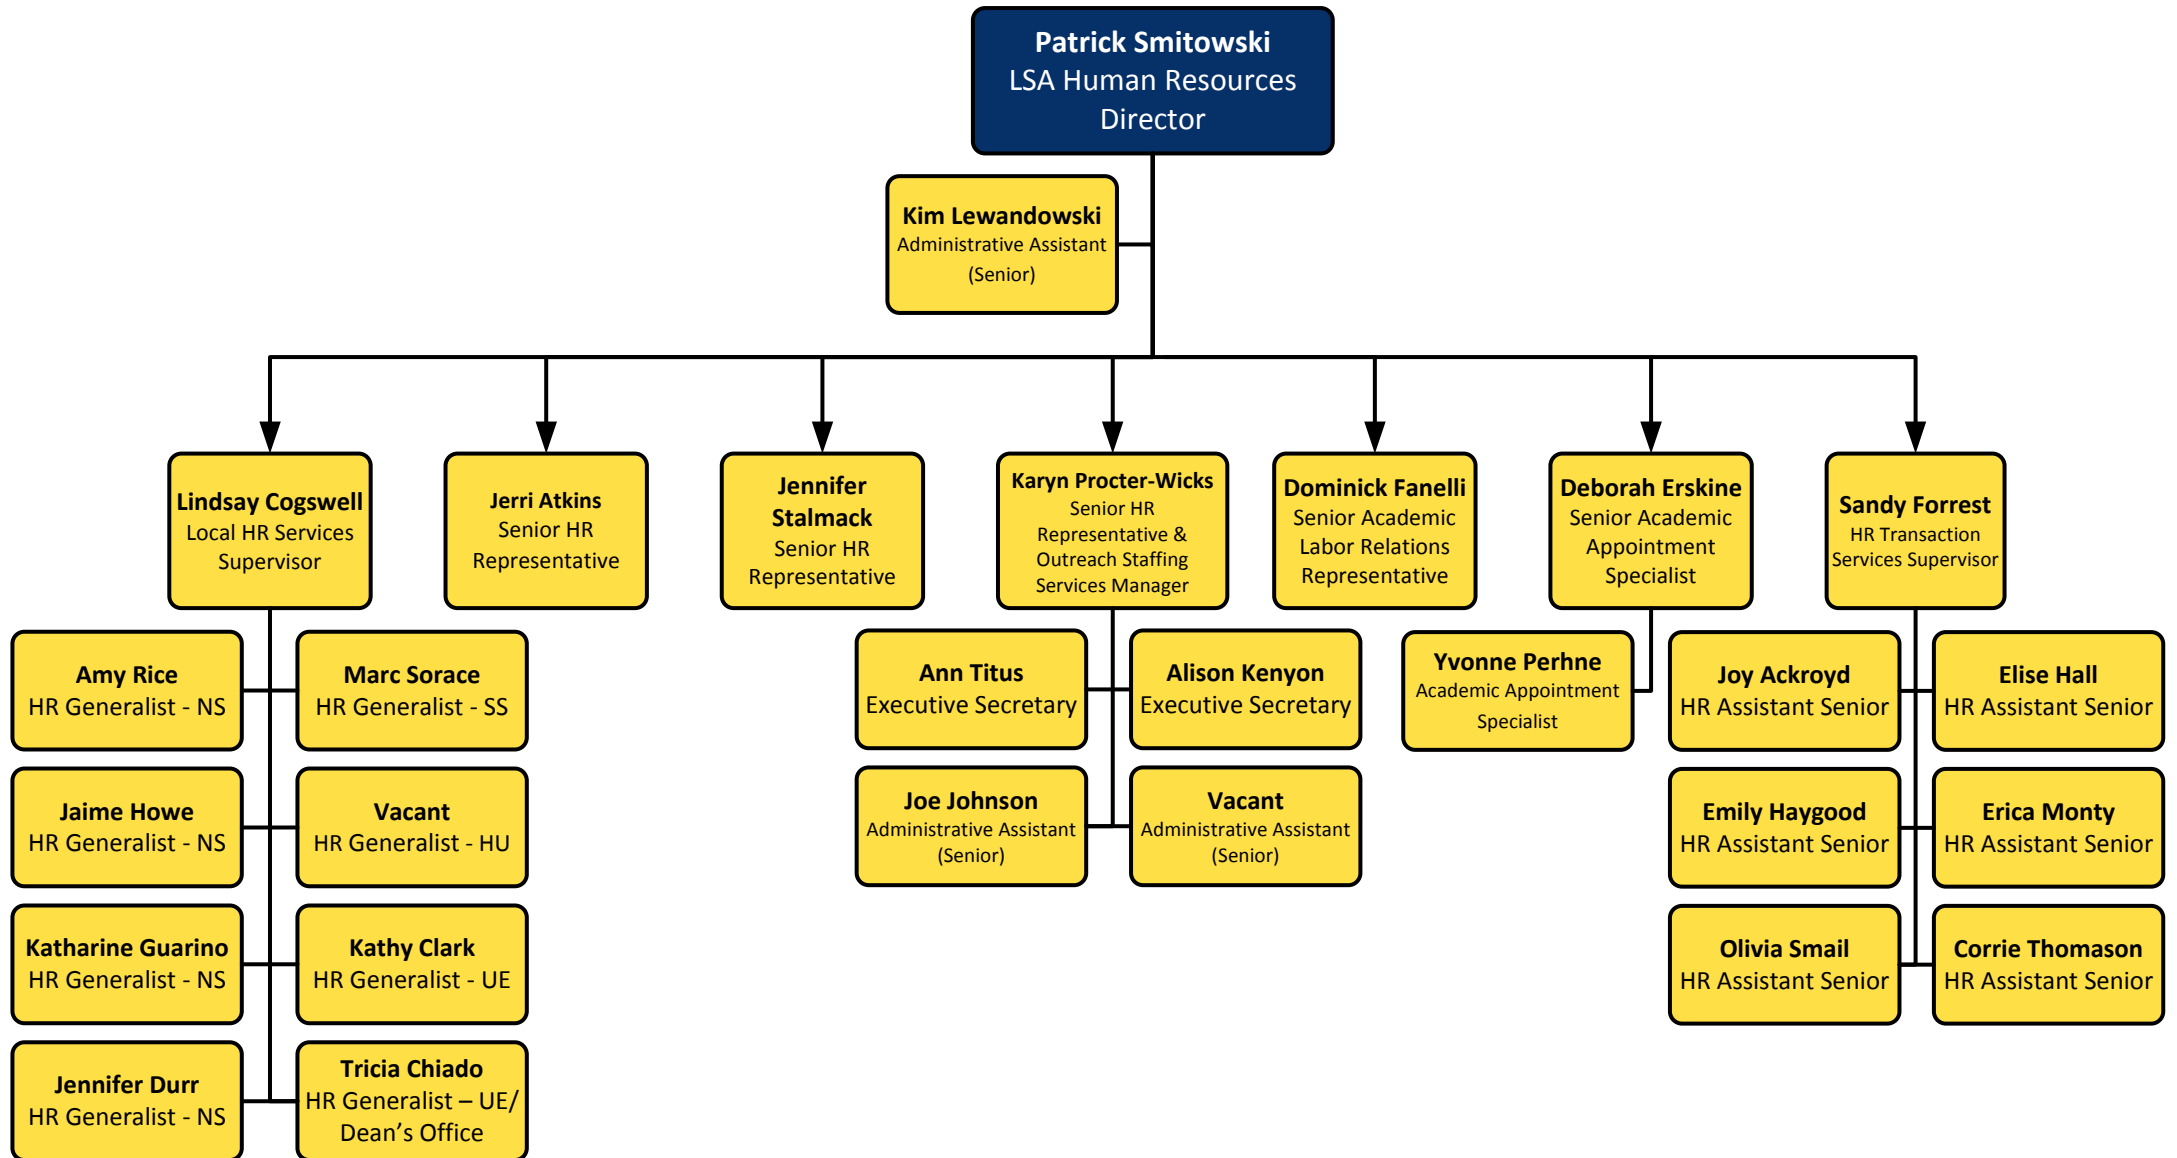 Patrick Smitowski
LSA Human Resources
Director
Kim Lewandowski
Administrative Assistant
(Senior)
Lindsay Cogswell
Local HR Services
Supervisor
Jerri Atkins
Senior HR
Representative
Jennifer
Stalmack
Senior HR
Representative
Karyn Procter-Wicks
Senior HR
Representative &
Outreach Staffing
Services Manager
Dominick Fanelli
Senior Academic
Labor Relations
Representative
Deborah Erskine
Senior Academic
Appointment
Specialist
Sandy Forrest
HR Transaction
Services Supervisor
Amy Rice
HR Generalist - NS
Marc Sorace
HR Generalist - SS
Jaime Howe
HR Generalist - NS
Vacant
HR Generalist - HU
Katharine Guarino
HR Generalist - NS
Kathy Clark
HR Generalist - UE
Jennifer Durr
HR Generalist - NS
Tricia Chiado
HR Generalist – UE/
Dean’s Office
Ann Titus
Executive Secretary
Alison Kenyon
Executive Secretary
Joe Johnson
Administrative Assistant
(Senior)
Vacant
Administrative Assistant
(Senior)
Yvonne Perhne
Academic Appointment
Specialist
Joy Ackroyd
HR Assistant Senior
Elise Hall
HR Assistant Senior
Emily Haygood
HR Assistant Senior
Erica Monty
HR Assistant Senior
Olivia Smail
HR Assistant Senior
Corrie Thomason
HR Assistant Senior